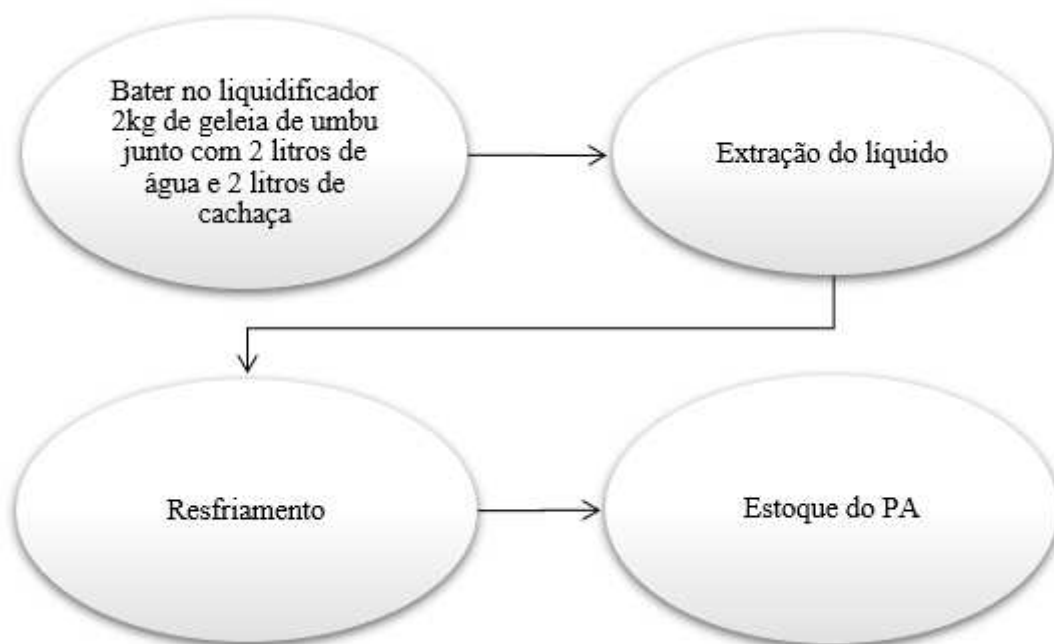 Bater no liquidificador
2kg de geleia de umbu
junto com 2 litros de
água e 2 litros de
cachaça
Extração do líquido
Resfriamento
Estoque do PA